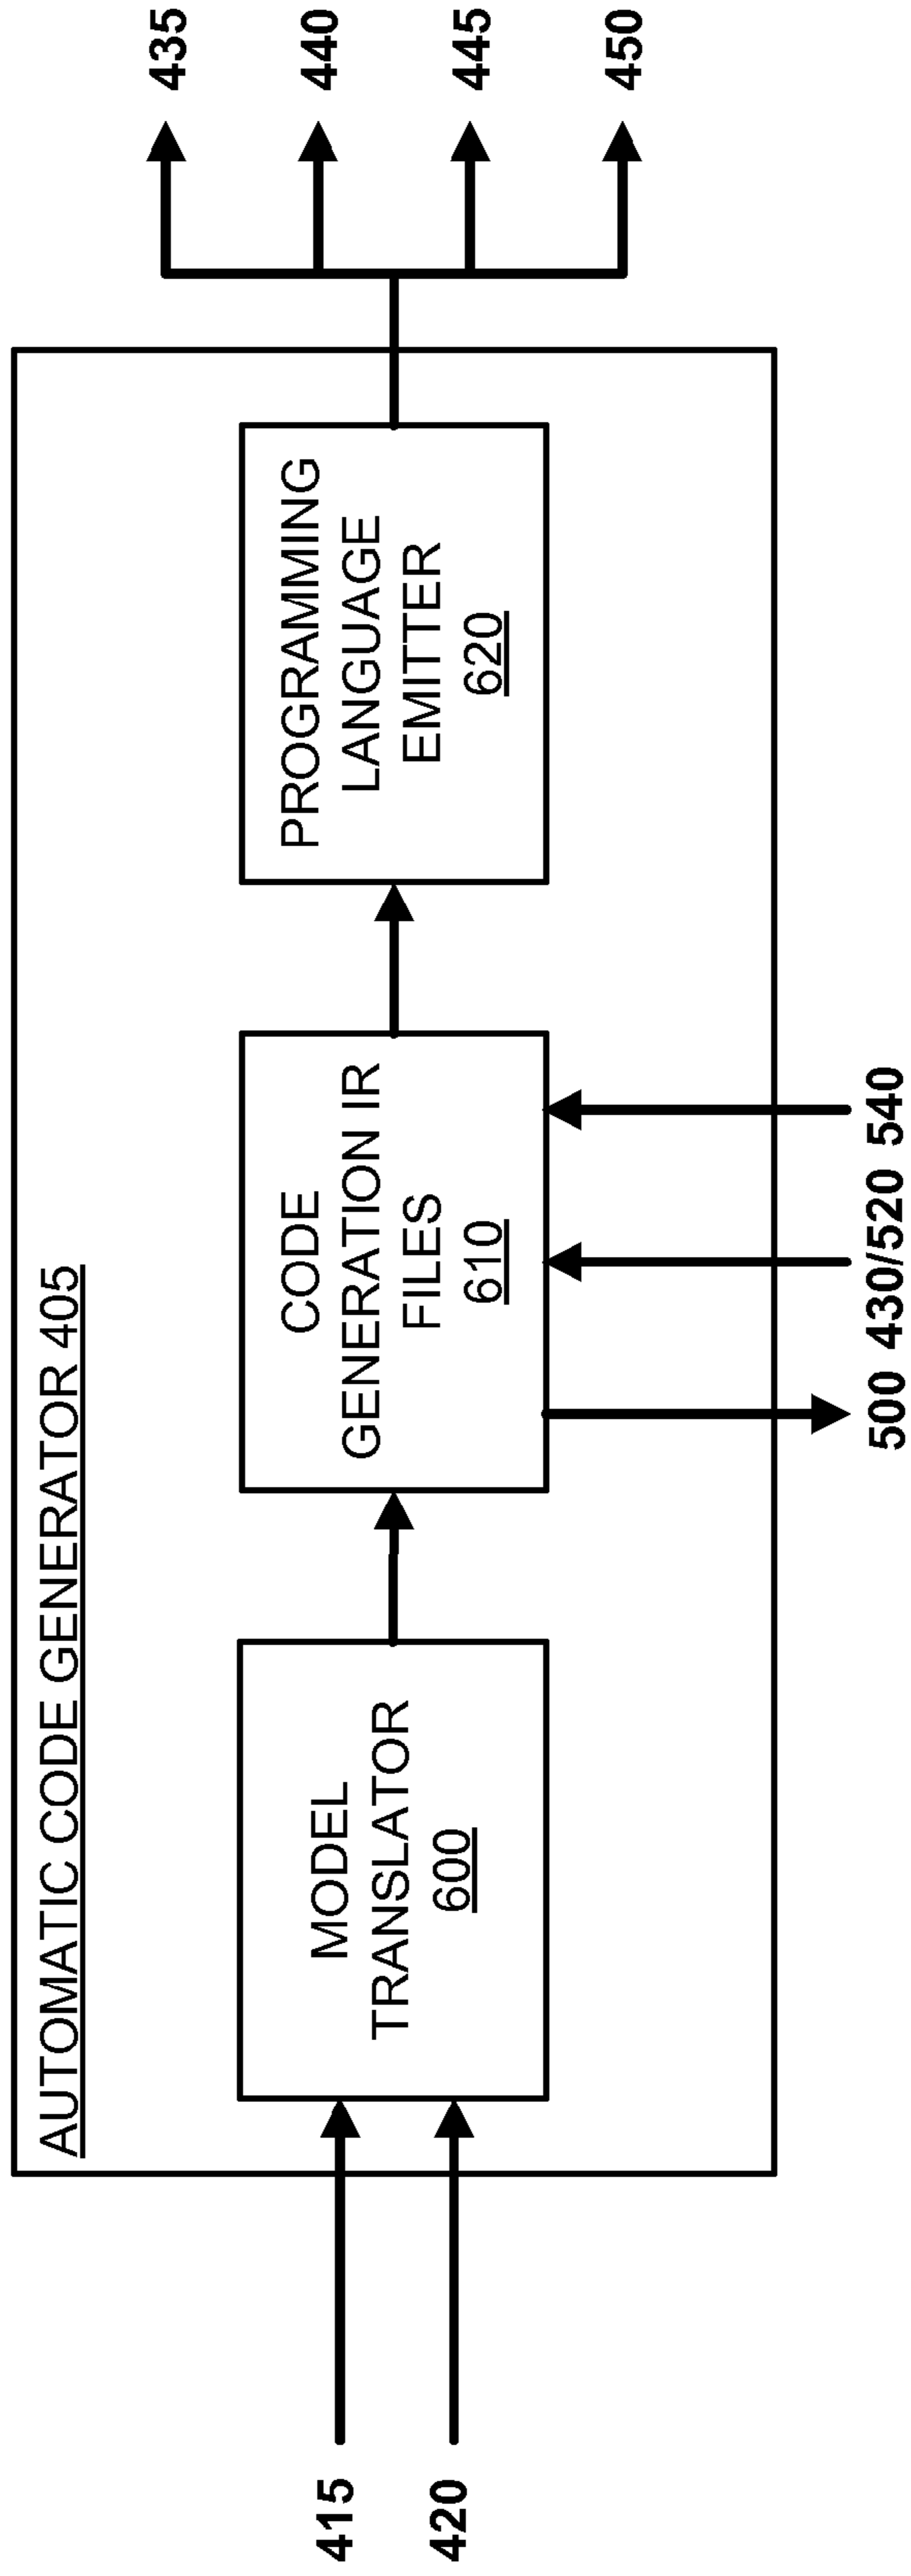 AUTOMATIC CODE GENERATOR 405
415
420
MODEL
TRANSLATOR
600
CODE
GENERATION IR
FILES
610
PROGRAMMING
LANGUAGE
EMITTER
620
435
440
445
450
500
430/520
540